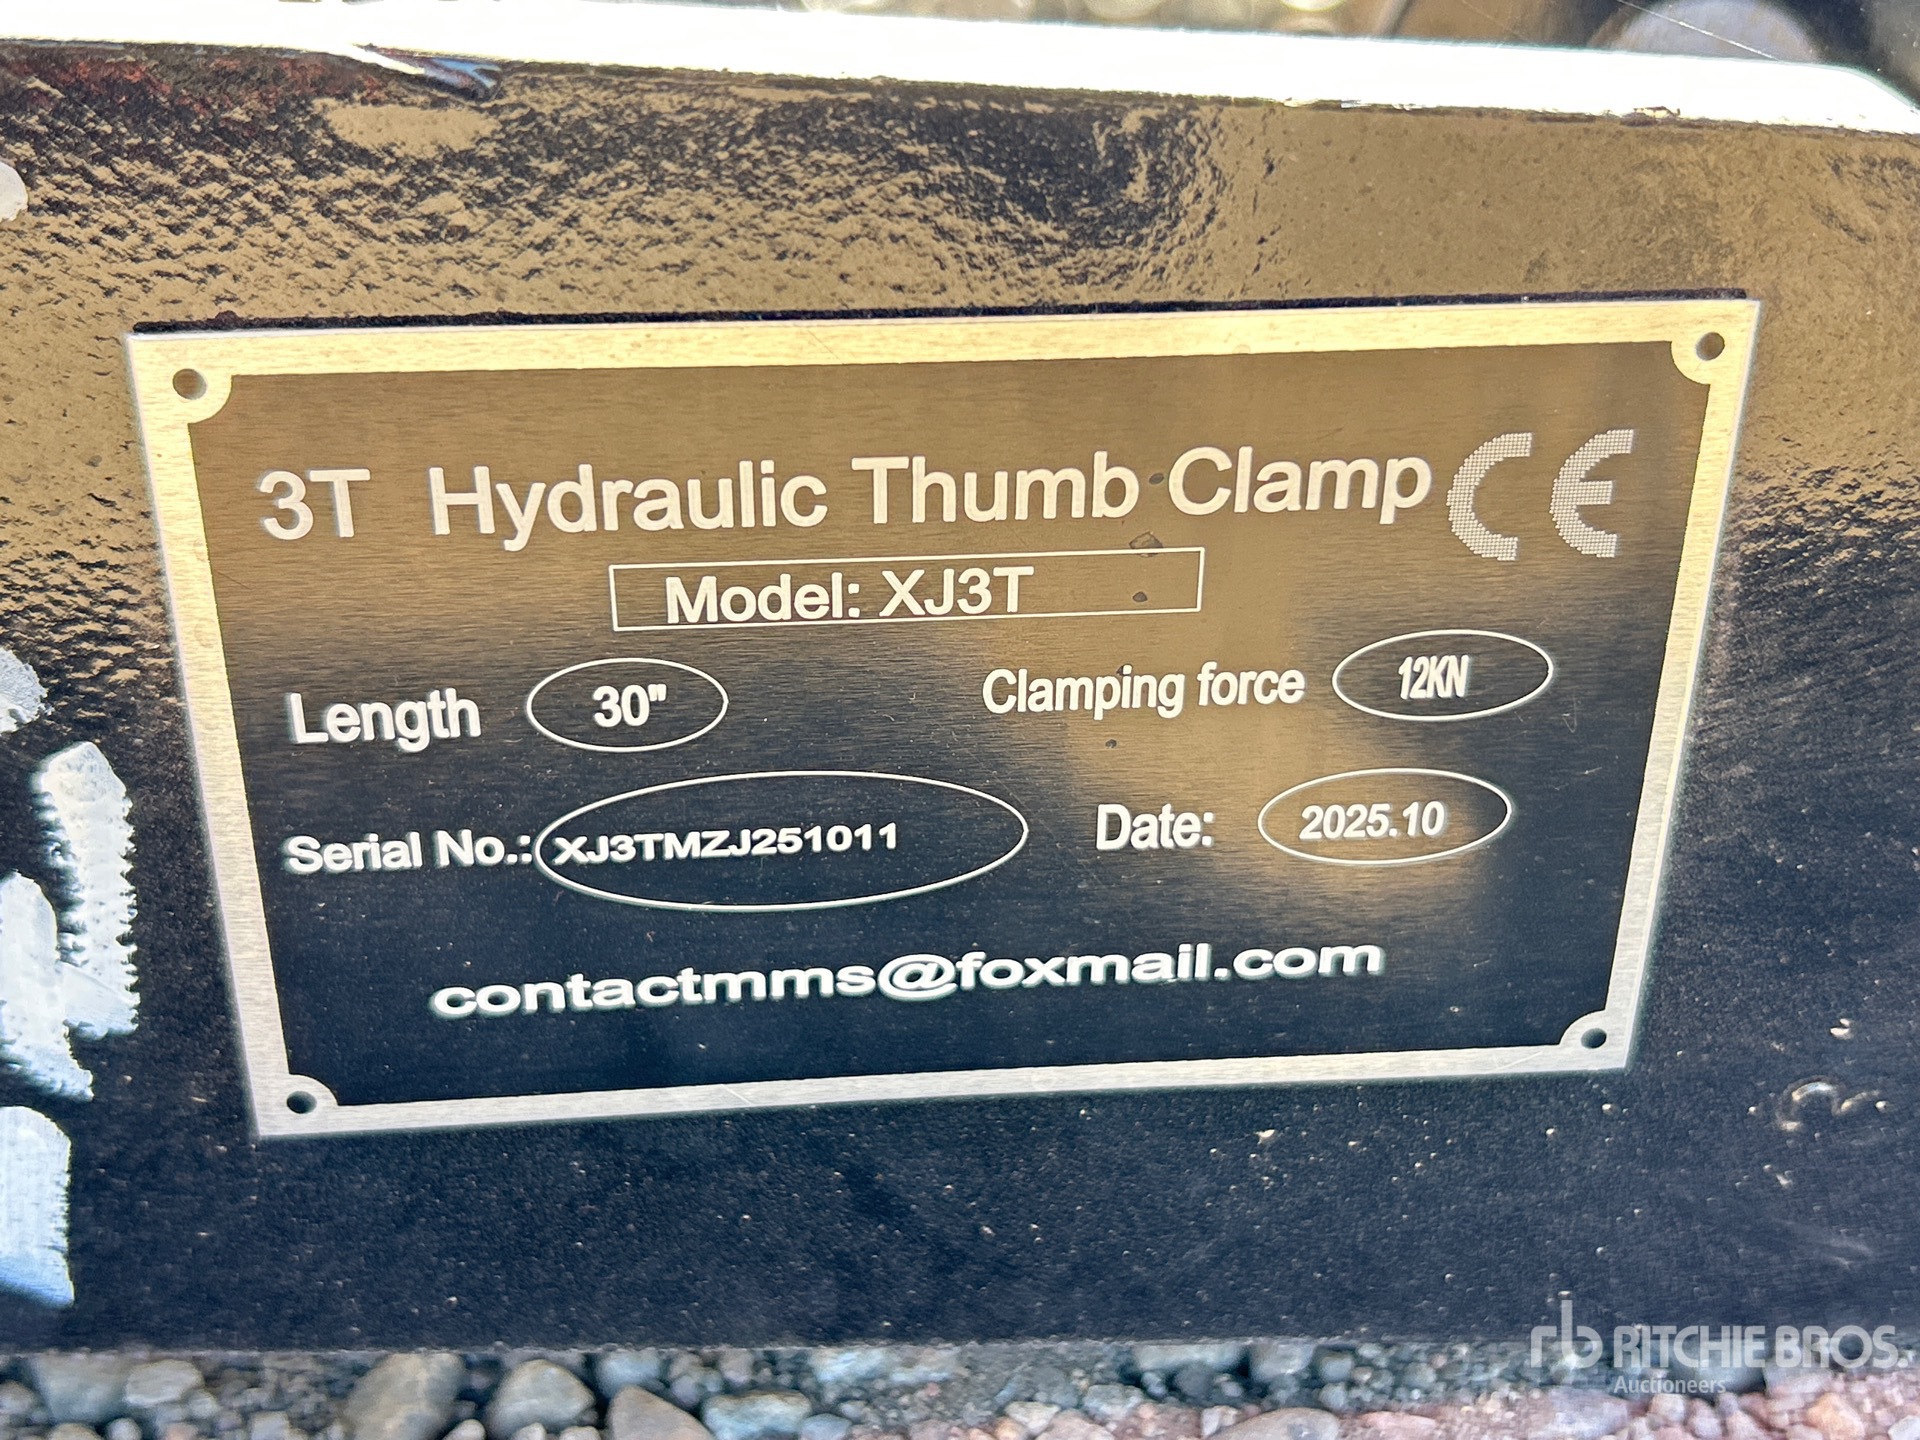 3T Hydraulic Thumb Clamp CE
Model: XJ3T
Length 30" Clamping force 12KN
Serial No.: XJ3TMZJ251011 Date: 2025.10
contactmms@foxmail.com
rb RITCHIE BROS.
Auctioneers